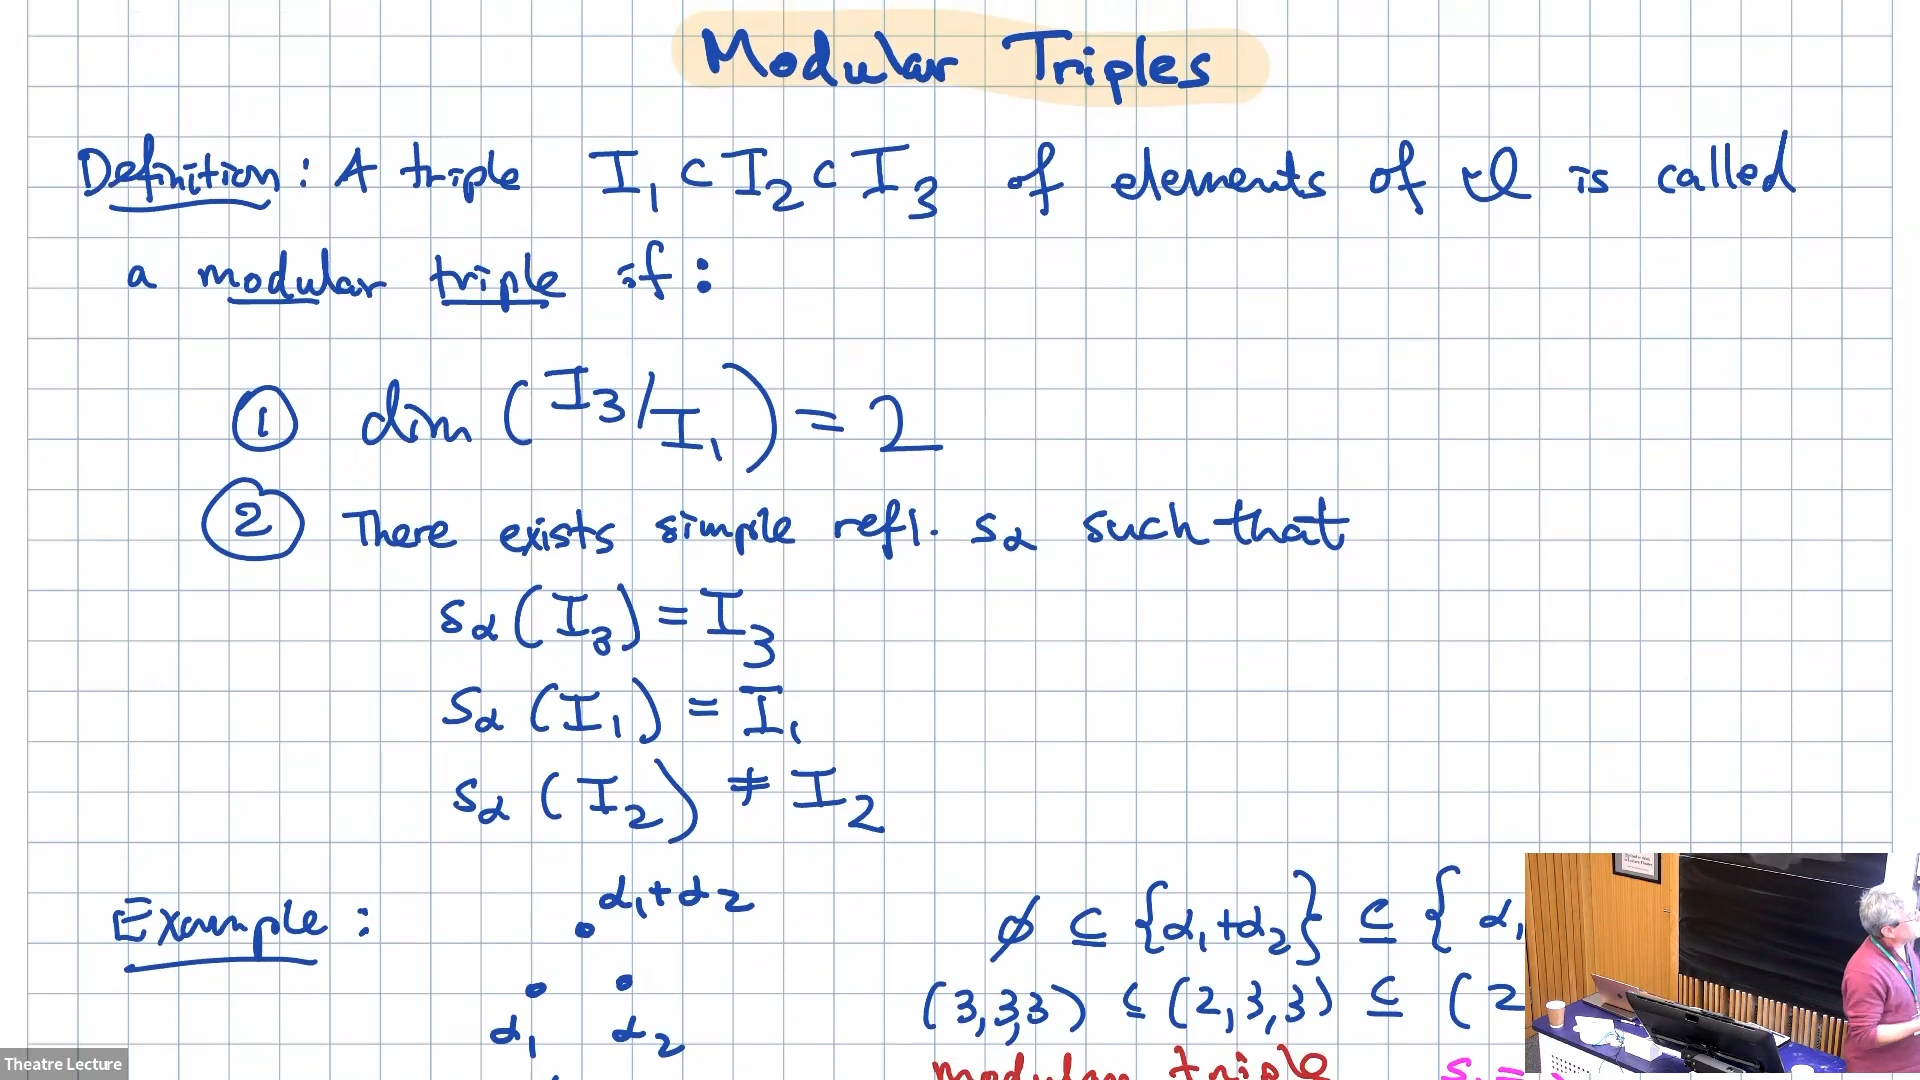 Modular Triples
Definition: A triple I₁ ⊂ I₂ ⊂ I₃ of elements of 𝓘 is called
a modular triple if:
① dim (I₃/I₁) = 2
② There exists simple refl. s_α such that
s_α (I₃) = I₃
s_α (I₁) = I₁
s_α (I₂) ≠ I₂
Example:
α₁+α₂
α₁ α₂
∅ ⊆ {α₁+α₂} ⊆ { α₁
(3,3,3) ⊆ (2,3,3) ⊆ (2
modular triple
Theatre Lecture